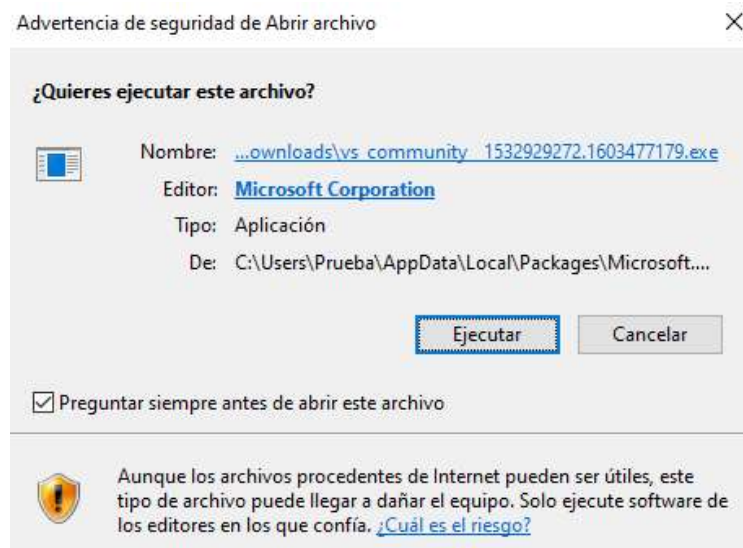 Advertencia de seguridad de Abrir archivo
¿Quieres ejecutar este archivo?
Nombre: ...ownloads\vs_community__1532929272.1603477179.exe
Editor: Microsoft Corporation
Tipo: Aplicación
De: C:\Users\Prueba\AppData\Local\Packages\Microsoft....
Ejecutar Cancelar
Preguntar siempre antes de abrir este archivo
Aunque los archivos procedentes de Internet pueden ser útiles, este
tipo de archivo puede llegar a dañar el equipo. Solo ejecute software de
los editores en los que confía. ¿Cuál es el riesgo?